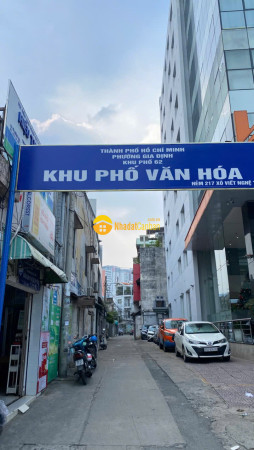 THÀNH PHỐ HỒ CHÍ MINH
PHƯỜNG GIA ĐỊNH
KHU PHỐ 62
KHU PHỐ VĂN HÓA
HẺM 217 XÔ VIẾT NGHỆ